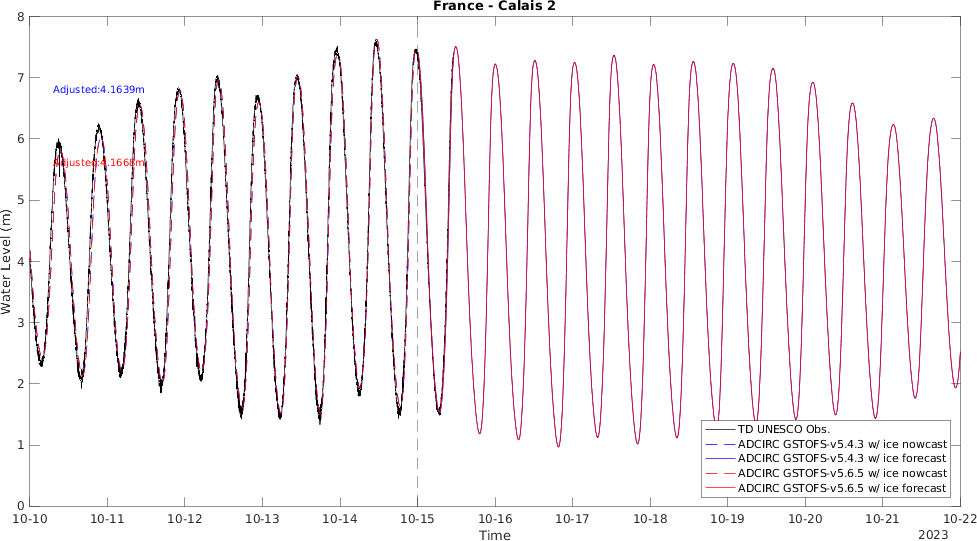 France - Calais 2
8
7
6
5
4
3
2
1
0
Water Level (m)
Adjusted:4.1639m
Adjusted:4.1668m
TD UNESCO Obs.
ADCIRC GSTOFS-v5.4.3 w/ ice nowcast
ADCIRC GSTOFS-v5.4.3 w/ ice forecast
ADCIRC GSTOFS-v5.6.5 w/ ice nowcast
ADCIRC GSTOFS-v5.6.5 w/ ice forecast
10-10 10-11 10-12 10-13 10-14 10-15 10-16 10-17 10-18 10-19 10-20 10-21 10-22
Time
2023